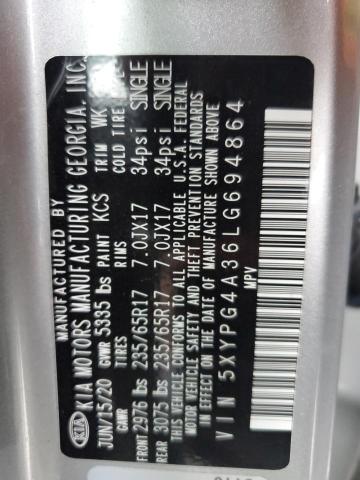 MANUFACTURED BY
KIA KIA MOTORS MANUFACTURING GEORGIA, INC.
JUN/15/20 GVWR 5335 lbs PAINT KCS TRIM WK
GAWR TIRES RIMS COLD TIRE
FRONT 2976 lbs 235/65R17 7.0JX17 34psi SINGLE
REAR 3075 lbs 235/65R17 7.0JX17 34psi SINGLE
THIS VEHICLE CONFORMS TO ALL APPLICABLE U.S.A. FEDERAL
MOTOR VEHICLE SAFETY AND THEFT PREVENTION STANDARDS
IN EFFECT ON THE DATE OF MANUFACTURE SHOWN ABOVE
VIN 5XYPG4A36LG694864
MPV